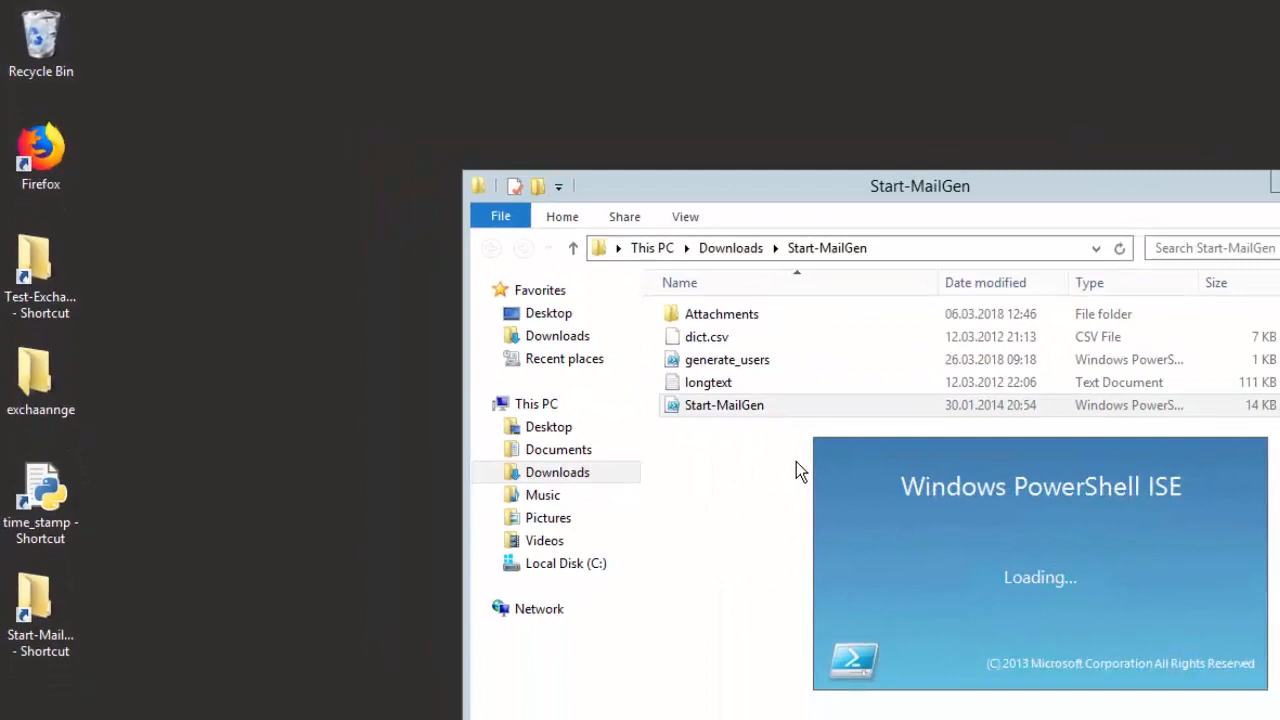 Recycle Bin
Firefox
Test-Excha...
- Shortcut
exchaannge
time_stamp -
Shortcut
Start-Mail...
- Shortcut
Start-MailGen
File Home Share View
This PC Downloads Start-MailGen Search Start-MailGen
Name Date modified Type Size
Favorites
Desktop
Downloads
Recent places
This PC
Desktop
Documents
Downloads
Music
Pictures
Videos
Local Disk (C:)
Network
Attachments 06.03.2018 12:46 File folder
dict.csv 12.03.2012 21:13 CSV File 7 KB
generate_users 26.03.2018 09:18 Windows PowerS... 1 KB
longtext 12.03.2012 22:06 Text Document 111 KB
Start-MailGen 30.01.2014 20:54 Windows PowerS... 14 KB
Windows PowerShell ISE
Loading...
(C) 2013 Microsoft Corporation All Rights Reserved